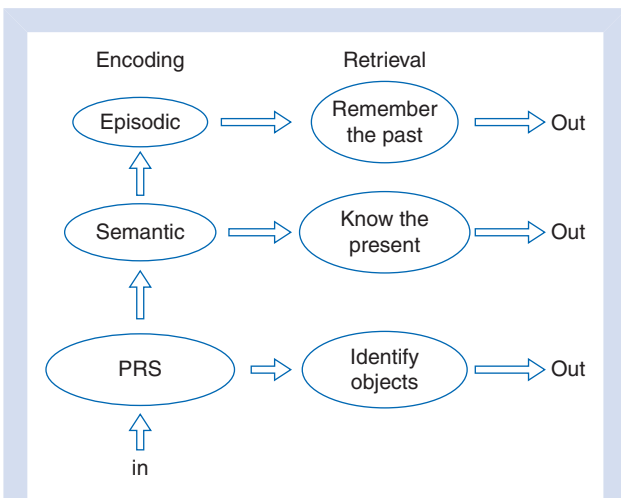 Encoding Retrieval
Episodic Remember the past Out
Semantic Know the present Out
PRS Identify objects Out
in